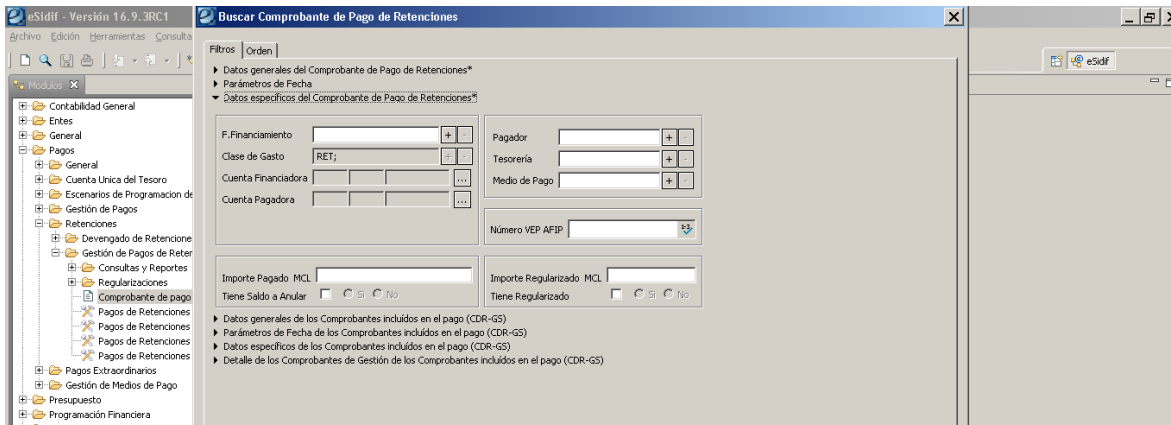 eSidif - Versión 16.9.3RC1
Archivo Edición Herramientas Consulta
Modulos
Contabilidad General
Entes
General
Pagos
General
Cuenta Unica del Tesoro
Escenarios de Programacion de
Gestión de Pagos
Retenciones
Devengado de Retencione
Gestión de Pagos de Reten
Consultas y Reportes
Regularizaciones
Comprobante de pago
Pagos de Retenciones
Pagos de Retenciones
Pagos de Retenciones
Pagos de Retenciones
Pagos Extraordinarios
Gestión de Medios de Pago
Presupuesto
Programación Financiera
Buscar Comprobante de Pago de Retenciones
Filtros Orden
Datos generales del Comprobante de Pago de Retenciones*
Parámetros de Fecha
Datos específicos del Comprobante de Pago de Retenciones*
F.Financiamiento + -
Clase de Gasto RET; + -
Cuenta Financiadora ...
Cuenta Pagadora ...
Pagador + -
Tesorería + -
Medio de Pago + -
Número VEP AFIP
Importe Pagado MCL
Tiene Saldo a Anular Si No
Importe Regularizado MCL
Tiene Regularizado Si No
Datos generales de los Comprobantes incluídos en el pago (CDR-GS)
Parámetros de Fecha de los Comprobantes incluídos en el pago (CDR-GS)
Datos específicos de los Comprobantes incluídos en el pago (CDR-GS)
Detalle de los Comprobantes de Gestión de los Comprobantes incluídos en el pago (CDR-GS)
eSidif